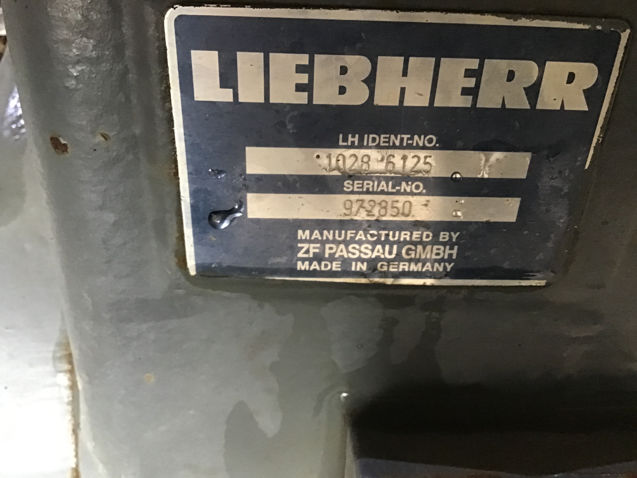 LIEBHERR
LH IDENT-NO.
1028 6125
SERIAL-NO.
972850
MANUFACTURED BY
ZF PASSAU GMBH
MADE IN GERMANY